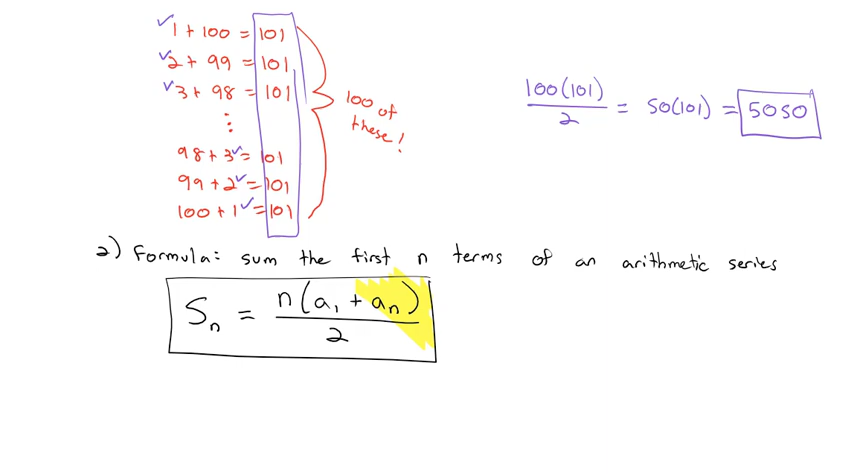 ✓1 + 100 = 101
✓2 + 99 = 101
✓3 + 98 = 101
⋮
98 + 3✓ = 101
99 + 2✓ = 101
100 + 1✓ = 101
100 of
these!
100(101)/2 = 50(101) = 5050
2) Formula: sum the first n terms of an arithmetic series
Sₙ = n(a₁ + aₙ)/2